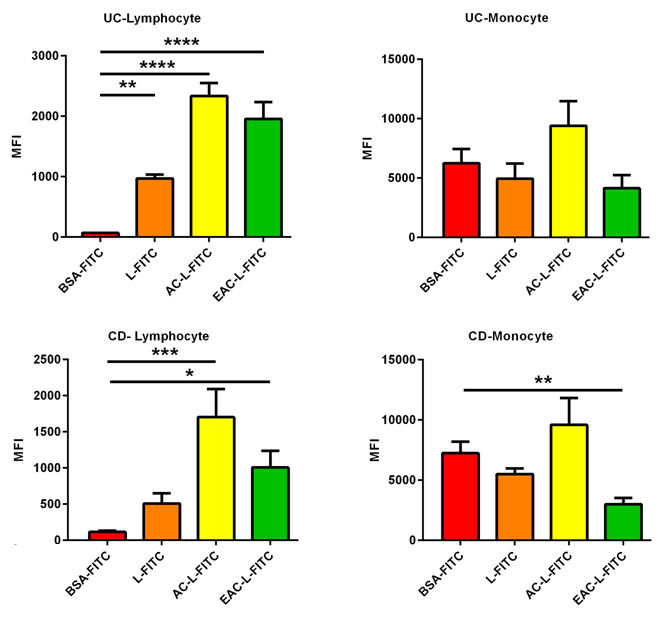 UC-Lymphocyte
****
****
**
3000
2000
1000
0
MFI
BSA-FITC
L-FITC
AC-L-FITC
EAC-L-FITC
UC-Monocyte
15000
10000
5000
0
MFI
BSA-FITC
L-FITC
AC-L-FITC
EAC-L-FITC
CD- Lymphocyte
***
*
2500
2000
1500
1000
500
0
MFI
BSA-FITC
L-FITC
AC-L-FITC
EAC-L-FITC
CD-Monocyte
**
15000
10000
5000
0
MFI
BSA-FITC
L-FITC
AC-L-FITC
EAC-L-FITC